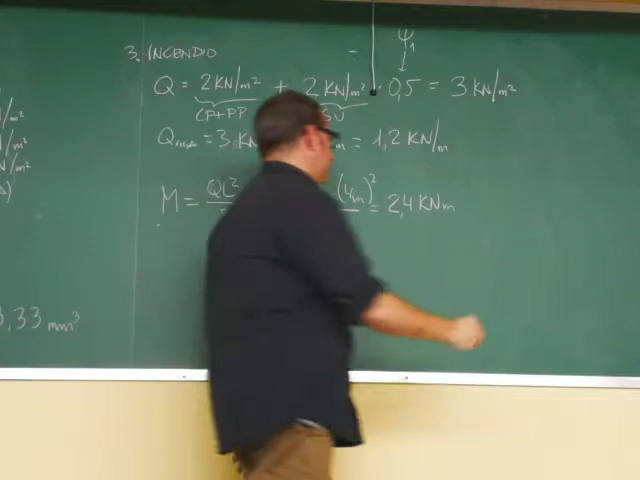 ψ₁
3. INCENDIO
Q = 2 KN/m² + 2 KN/m² · 0,5 = 3 KN/m²
CP+PP SU
= 3 KN = 1,2 KN/m
M = QL² (4m)² = 2,4 KNm
/m²
3,33 mm³